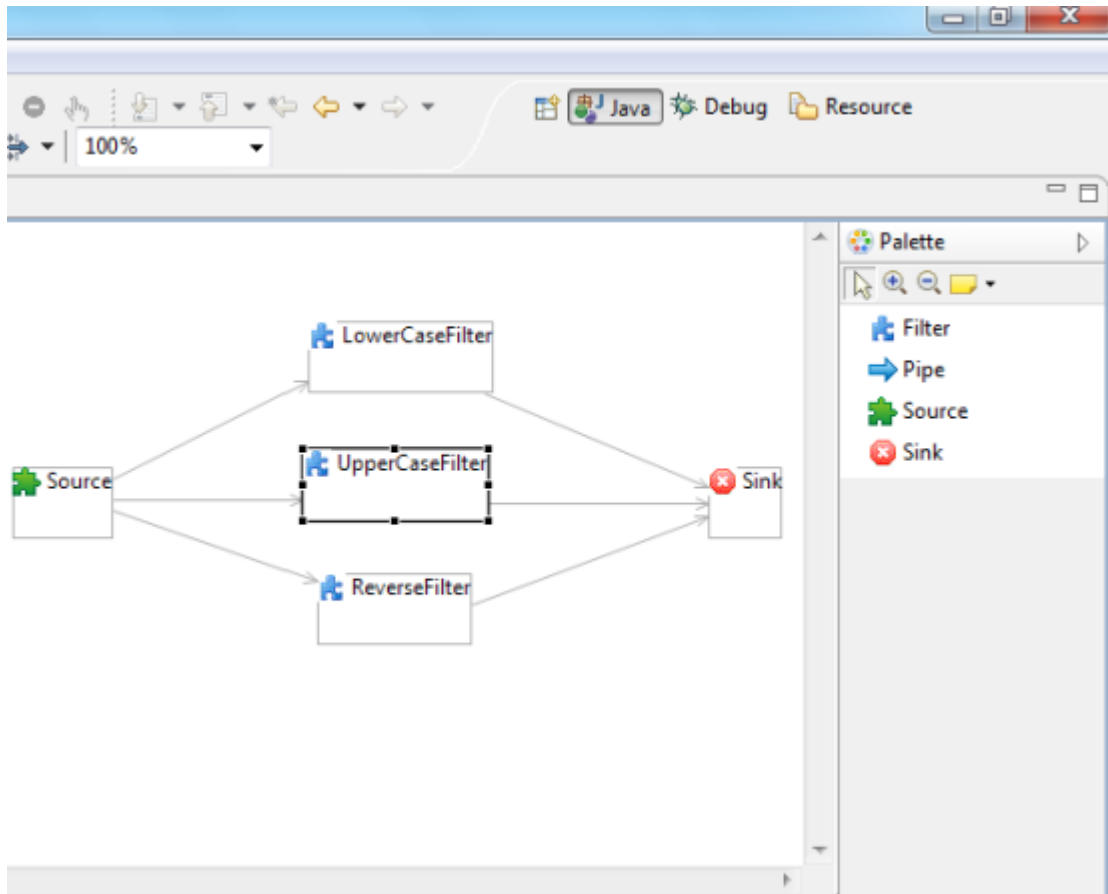 Java Debug Resource
100%
Palette
Filter
Pipe
Source
Sink
LowerCaseFilter
UpperCaseFilter
Source
Sink
ReverseFilter